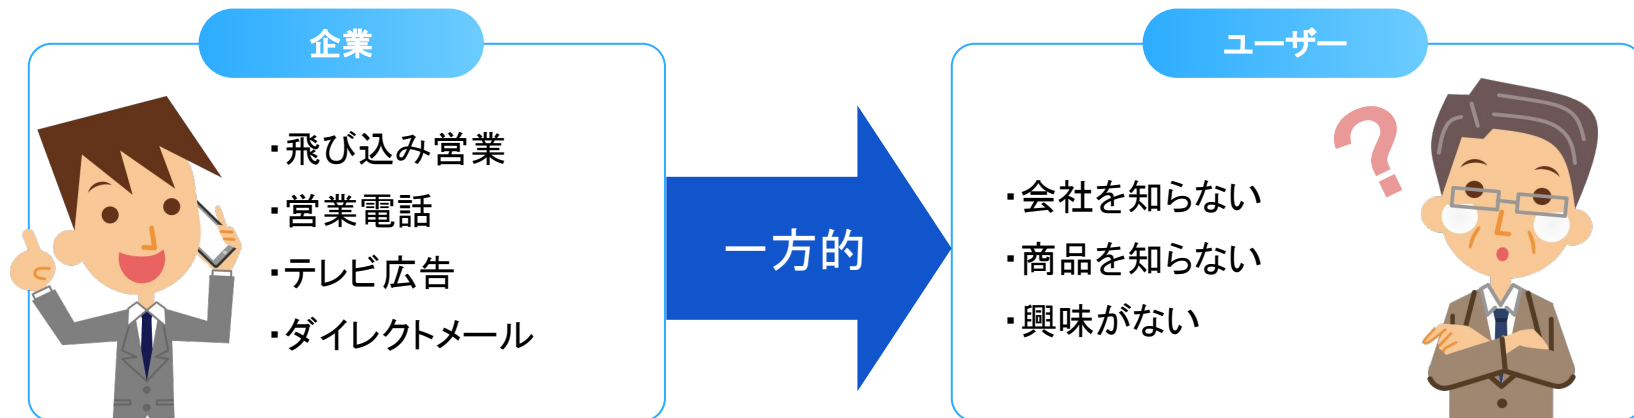 企業
・飛び込み営業
・営業電話
・テレビ広告
・ダイレクトメール
一方的
ユーザー
?
・会社を知らない
・商品を知らない
・興味がない